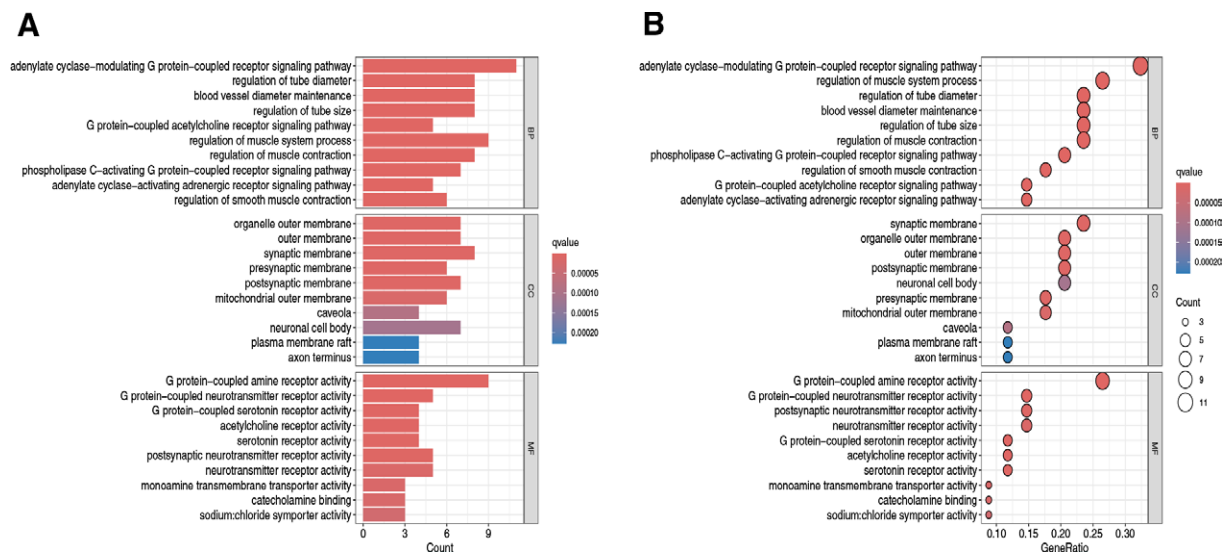 A
adenylate cyclase−modulating G protein−coupled receptor signaling pathway
regulation of tube diameter
blood vessel diameter maintenance
regulation of tube size
G protein−coupled acetylcholine receptor signaling pathway
regulation of muscle system process
regulation of muscle contraction
phospholipase C−activating G protein−coupled receptor signaling pathway
adenylate cyclase−activating adrenergic receptor signaling pathway
regulation of smooth muscle contraction
BP
organelle outer membrane
outer membrane
synaptic membrane
presynaptic membrane
postsynaptic membrane
mitochondrial outer membrane
caveola
neuronal cell body
plasma membrane raft
axon terminus
CC
G protein−coupled amine receptor activity
G protein−coupled neurotransmitter receptor activity
G protein−coupled serotonin receptor activity
acetylcholine receptor activity
serotonin receptor activity
postsynaptic neurotransmitter receptor activity
neurotransmitter receptor activity
monoamine transmembrane transporter activity
catecholamine binding
sodium:chloride symporter activity
MF
0 3 6 9
Count
qvalue
0.00005
0.00010
0.00015
0.00020
B
adenylate cyclase−modulating G protein−coupled receptor signaling pathway
regulation of muscle system process
regulation of tube diameter
blood vessel diameter maintenance
regulation of tube size
regulation of muscle contraction
phospholipase C−activating G protein−coupled receptor signaling pathway
regulation of smooth muscle contraction
G protein−coupled acetylcholine receptor signaling pathway
adenylate cyclase−activating adrenergic receptor signaling pathway
BP
synaptic membrane
organelle outer membrane
outer membrane
postsynaptic membrane
neuronal cell body
presynaptic membrane
mitochondrial outer membrane
caveola
plasma membrane raft
axon terminus
CC
G protein−coupled amine receptor activity
G protein−coupled neurotransmitter receptor activity
postsynaptic neurotransmitter receptor activity
neurotransmitter receptor activity
G protein−coupled serotonin receptor activity
acetylcholine receptor activity
serotonin receptor activity
monoamine transmembrane transporter activity
catecholamine binding
sodium:chloride symporter activity
MF
0.10 0.15 0.20 0.25 0.30
GeneRatio
qvalue
0.00005
0.00010
0.00015
0.00020
Count
3
5
7
9
11